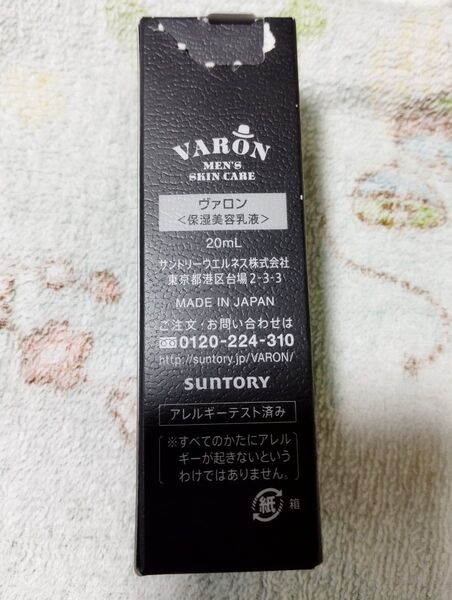 VARON
MEN'S
SKIN CARE
ヴァロン
＜保湿美容乳液＞
20mL
サントリーウエルネス株式会社
東京都港区台場2-3-3
MADE IN JAPAN
ご注文・お問い合わせは
0120-224-310
http://suntory.jp/VARON/
SUNTORY
アレルギーテスト済み
※すべてのかたにアレル
ギーが起きないという
わけではありません。
紙 箱